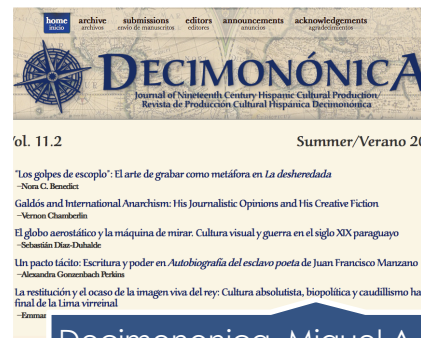 home archive submissions editors announcements acknowledgements
inicio archivos envío de manuscritos editores anuncios agradecimientos
DECIMONÓNICA
Journal of Nineteenth Century Hispanic Cultural Production/
Revista de Producción Cultural Hispánica Decimonónica
Vol. 11.2 Summer/Verano 20
"Los golpes de escoplo": El arte de grabar como metáfora en La desheredada
–Nora C. Benedict
Galdós and International Anarchism: His Journalistic Opinions and His Creative Fiction
–Vernon Chamberlin
El globo aerostático y la máquina de mirar. Cultura visual y guerra en el siglo XIX paraguayo
–Sebastián Díaz-Duhalde
Un pacto tácito: Escritura y poder en Autobiografía del esclavo poeta de Juan Francisco Manzano
–Alexandra Gonzenbach Perkins
La restitución y el ocaso de la imagen viva del rey: Cultura absolutista, biopolítica y caudillismo ha
final de la Lima virreinal
–Emma
Decimononica, Miguel A